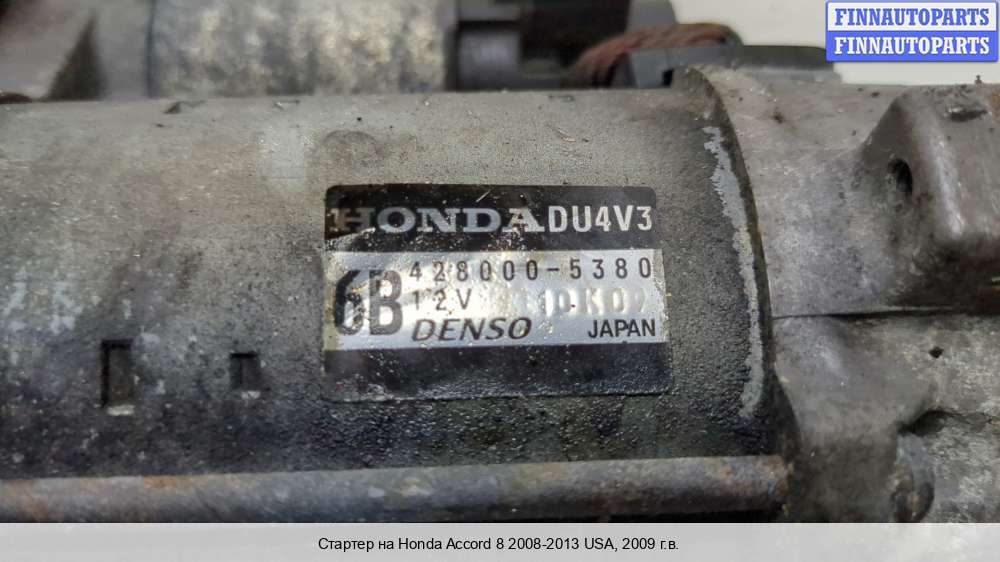 FINNAUTOPARTS
FINNAUTOPARTS
HONDA DU4V3
6B
428000-5380
12V
DENSO JAPAN
Стартер на Honda Accord 8 2008-2013 USA, 2009 г.в.